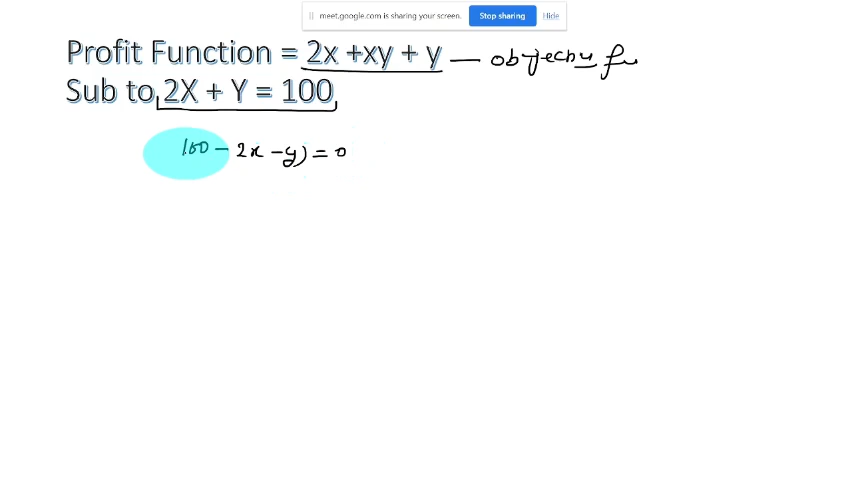 meet.google.com is sharing your screen. Stop sharing Hide
Profit Function = 2x +xy + y — objective fu
Sub to 2X + Y = 100
100 - 2x - y) = 0